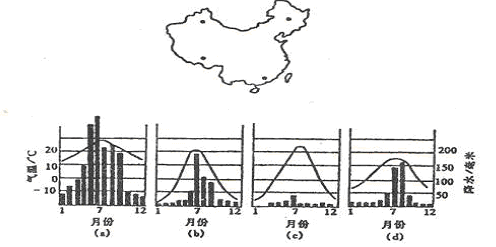 气温/℃
20
10
0
-10
1 7 12
月份
(a)
1 7 12
月份
(b)
1 7 12
月份
(c)
1 7 12
月份
(d)
200
150
100
50
降水/毫米